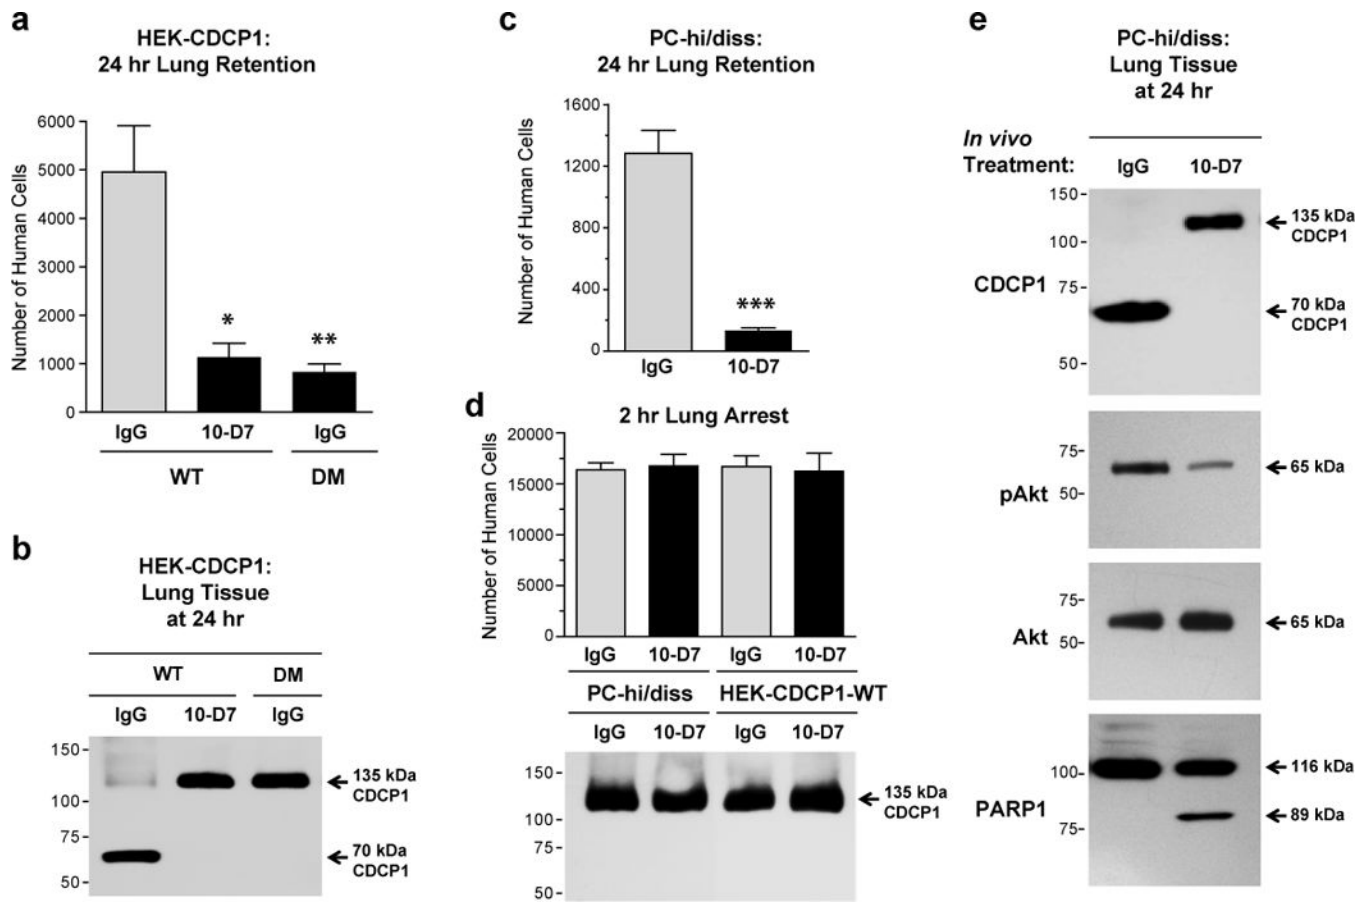 a
HEK-CDCP1:
24 hr Lung Retention
Number of Human Cells
6000
5000
4000
3000
2000
1000
0
*
**
IgG 10-D7 IgG
WT DM
b
HEK-CDCP1:
Lung Tissue
at 24 hr
WT DM
IgG 10-D7 IgG
150-
100-
75-
50-
135 kDa
CDCP1
70 kDa
CDCP1
c
PC-hi/diss:
24 hr Lung Retention
Number of Human Cells
1600
1200
800
400
0
***
IgG 10-D7
d
2 hr Lung Arrest
Number of Human Cells
20000
15000
10000
5000
0
IgG 10-D7 IgG 10-D7
PC-hi/diss HEK-CDCP1-WT
IgG 10-D7 IgG 10-D7
150-
100-
75-
50-
135 kDa
CDCP1
e
PC-hi/diss:
Lung Tissue
at 24 hr
In vivo
Treatment: IgG 10-D7
CDCP1
150-
100-
75-
50-
135 kDa
CDCP1
70 kDa
CDCP1
pAkt
75-
50-
65 kDa
Akt
75-
50-
65 kDa
PARP1
100-
75-
116 kDa
89 kDa